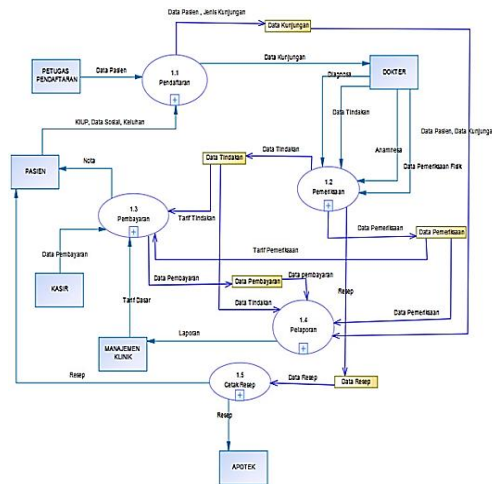 Data Pasien , Jenis Kunjungan
Data Kunjungan
PETUGAS
PENDAFTARAN
Data Pasien
1.1
Pendaftaran
Data Kunjungan
DOKTER
Diagnosa
Data Tindakan
Data Pasien, Data Kunjunga
Anamnesa
Data Pemeriksaan Fisik
KIUP, Data Sosial, Keluhan
PASIEN
Nota
Data Tindakan
Data Tindakan
1.2
Pemeriksaan
1.3
Pembayaran
Tarif Tindakan
Data Pemeriksaan
Data Pemeriksaan
Tarif Pemeriksaan
Data Pembayaran
KASIR
Data Pembayaran
Data Pembayaran
Data pembayaran
Resep
Tarif Dasar
Data Tindakan
1.4
Pelaporan
Data Pemeriksaan
Laporan
MANAJEMEN
KLINIK
Resep
1.5
Cetak Resep
Data Resep
Data Resep
Resep
APOTEK